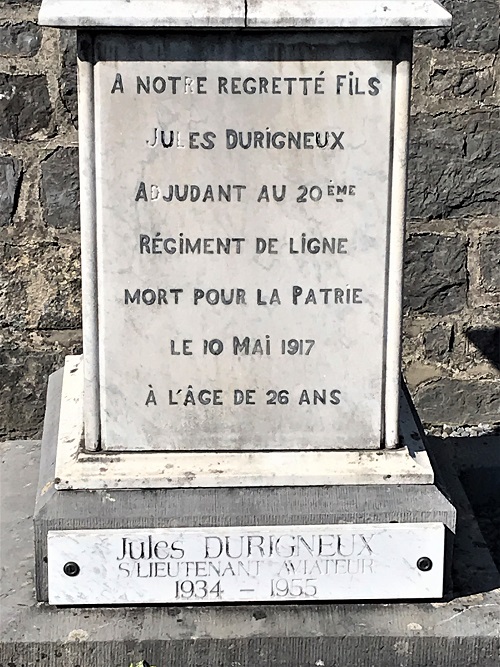 A NOTRE REGRETTÉ FILS
JULES DURIGNEUX
ADJUDANT AU 20ÈME
RÉGIMENT DE LIGNE
MORT POUR LA PATRIE
LE 10 MAI 1917
À L'ÂGE DE 26 ANS
Jules DURIGNEUX
S/LIEUTENANT AVIATEUR
1934 - 1955